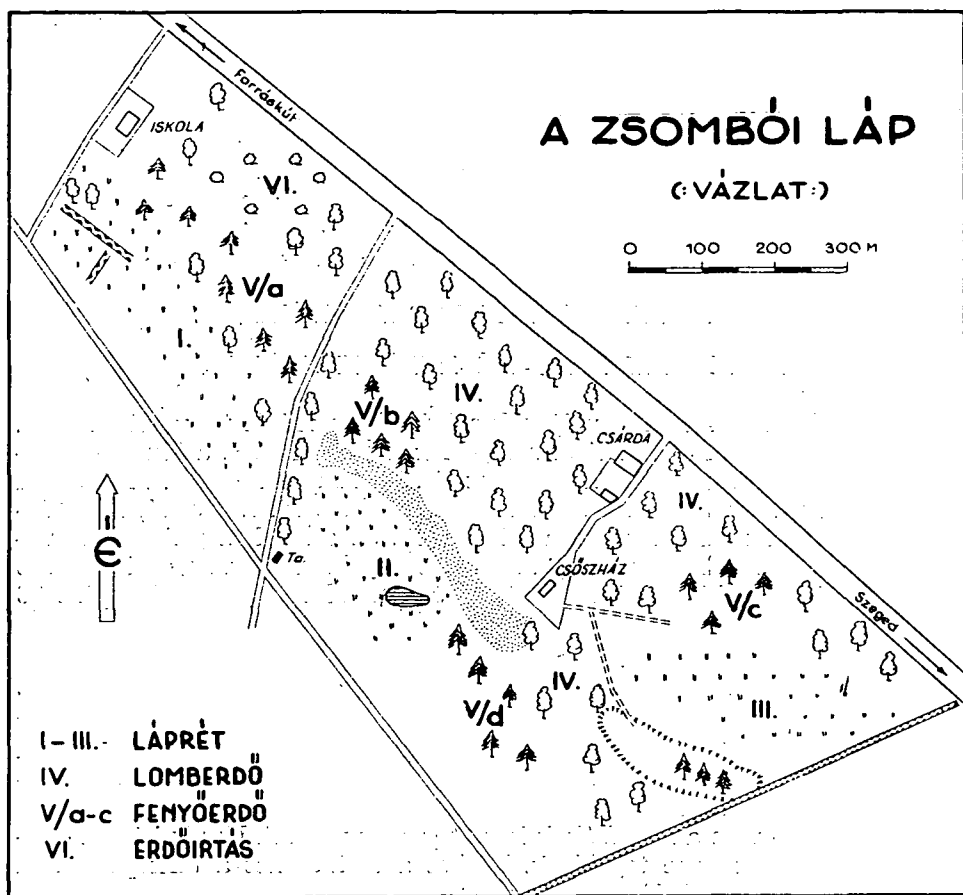 A ZSOMBÓI LÁP
(:VÁZLAT:)
0 100 200 300 M
Forráskút
ISKOLA
VI.
V/a
I.
IV.
V/b
CSÁRDA
IV.
É
Ta.
II.
CSŐSZHÁZ
V/c
Szeged
IV.
III.
V/d
I-III.- LÁPRÉT
IV. LOMBERDŐ
V/a-c FENYŐERDŐ
VI. ERDŐIRTÁS